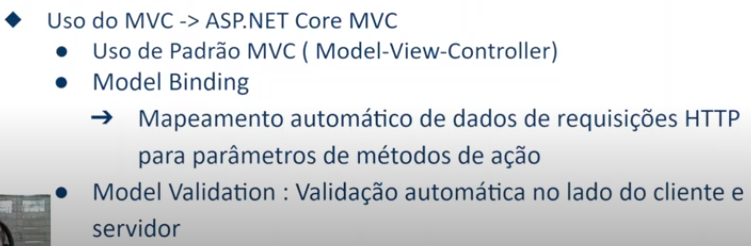 ◆ Uso do MVC -> ASP.NET Core MVC
● Uso de Padrão MVC ( Model-View-Controller)
● Model Binding
➔ Mapeamento automático de dados de requisições HTTP
para parâmetros de métodos de ação
● Model Validation : Validação automática no lado do cliente e
servidor